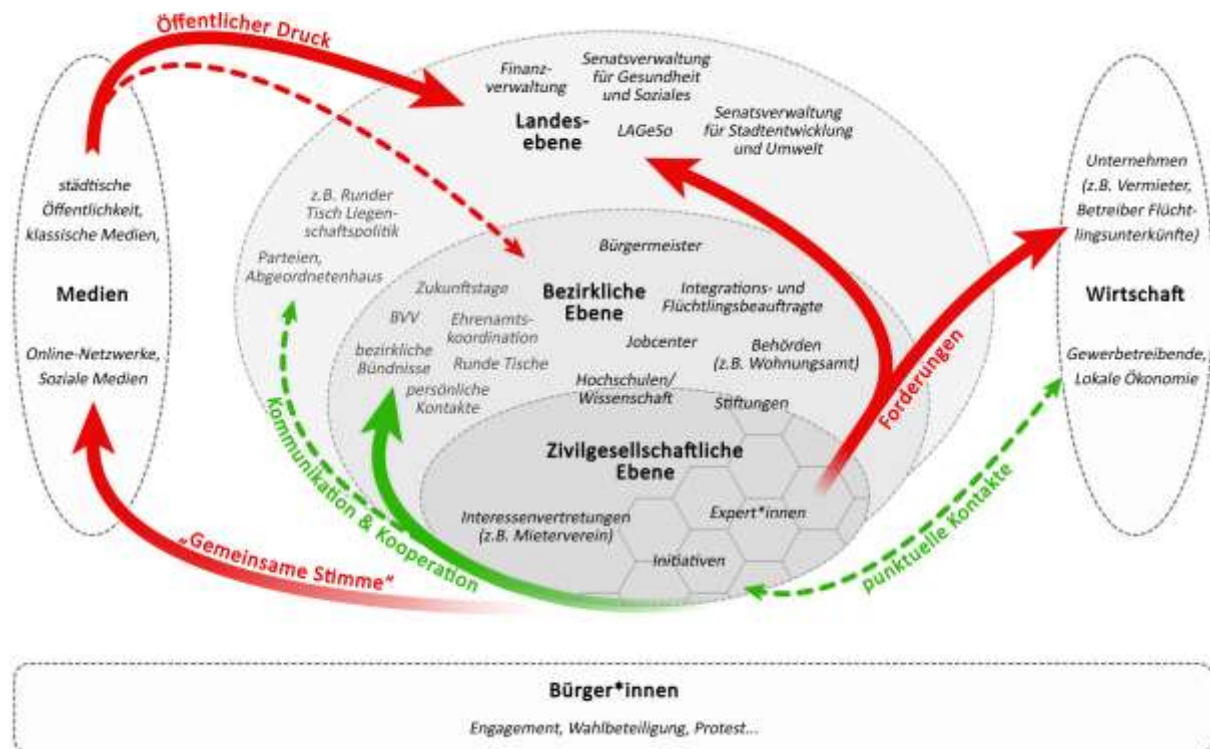 Öffentlicher Druck
Finanz-
verwaltung
Senatsverwaltung
für Gesundheit
und Soziales
Landes-
ebene
LAGeSo
Senatsverwaltung
für Stadtentwicklung
und Umwelt
städtische
Öffentlichkeit,
klassische Medien,
Medien
Online-Netzwerke,
Soziale Medien
z.B. Runder
Tisch Liegen-
schaftspolitik
Parteien,
Abgeordnetenhaus
Bürgermeister
Zukunftstage
Bezirkliche
Ebene
Integrations- und
Flüchtlingsbeauftragte
BVV
Ehrenamts-
koordination
Jobcenter
Behörden
(z.B. Wohnungsamt)
bezirkliche
Bündnisse
Runde Tische
persönliche
Kontakte
Hochschulen/
Wissenschaft
Stiftungen
Unternehmen
(z.B. Vermieter,
Betreiber Flücht-
lingsunterkünfte)
Wirtschaft
Gewerbetreibende,
Lokale Ökonomie
Forderungen
Zivilgesellschaftliche
Ebene
Interessenvertretungen
(z.B. Mieterverein)
Expert*innen
Initiativen
Kommunikation & Kooperation
„Gemeinsame Stimme“
punktuelle Kontakte
Bürger*innen
Engagement, Wahlbeteiligung, Protest...